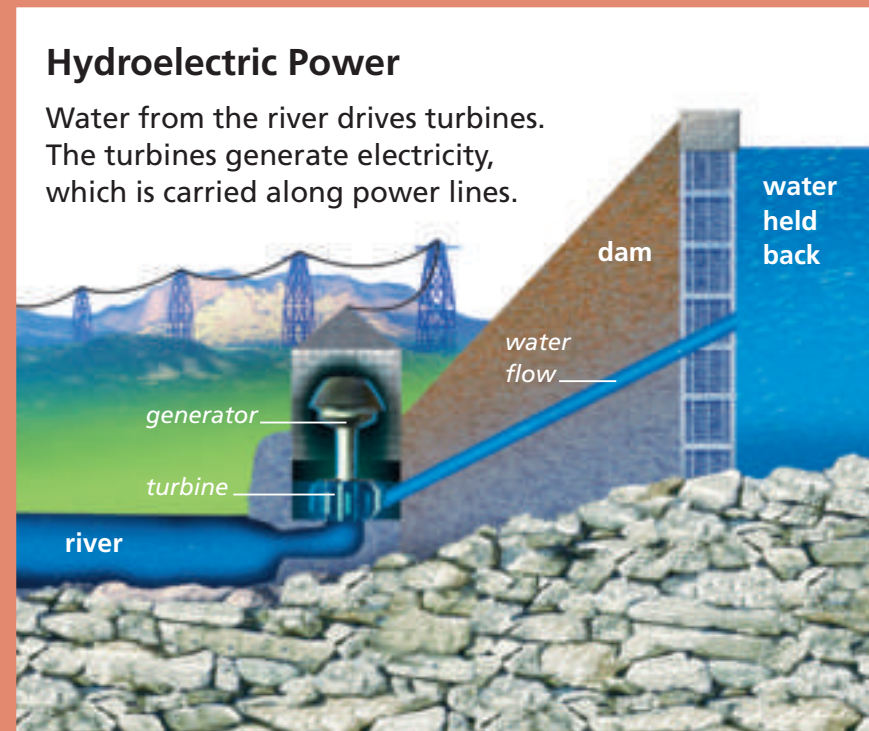 Hydroelectric Power
Water from the river drives turbines.
The turbines generate electricity,
which is carried along power lines.
water
held
back
dam
water
flow
generator
turbine
river